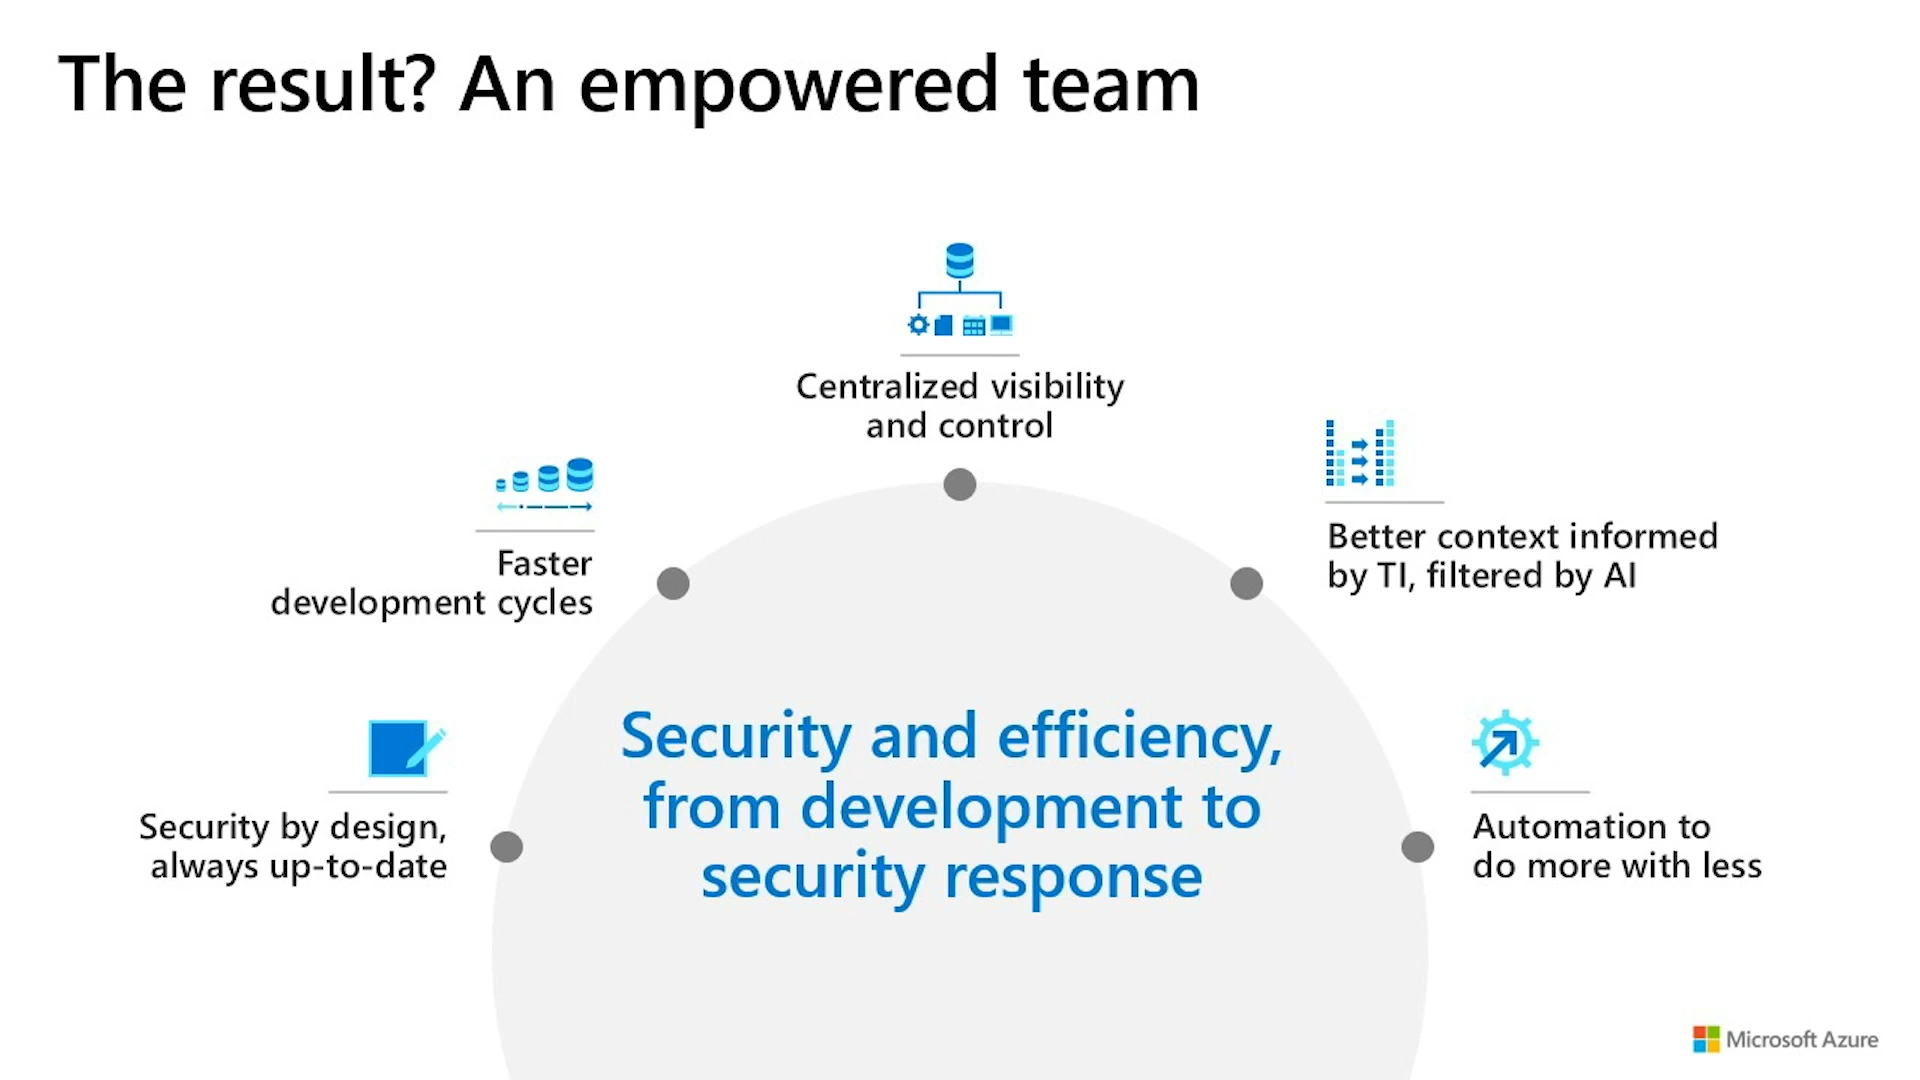 The result? An empowered team
Centralized visibility
and control
Faster
development cycles
Better context informed
by TI, filtered by AI
Security by design,
always up-to-date
Security and efficiency,
from development to
security response
Automation to
do more with less
Microsoft Azure